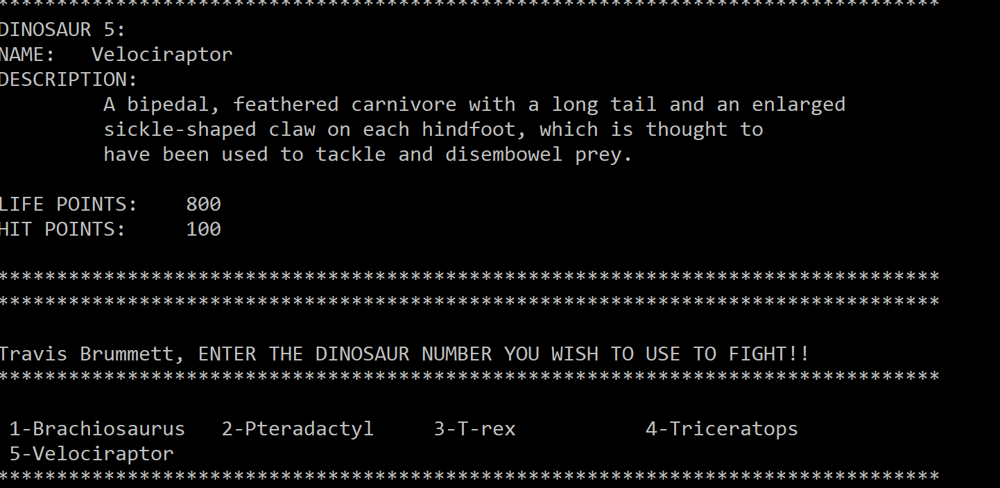 ********************************************************************************
DINOSAUR 5:
NAME:   Velociraptor
DESCRIPTION:
         A bipedal, feathered carnivore with a long tail and an enlarged
         sickle-shaped claw on each hindfoot, which is thought to
         have been used to tackle and disembowel prey.
LIFE POINTS:    800
HIT POINTS:     100
********************************************************************************
********************************************************************************
Travis Brummett, ENTER THE DINOSAUR NUMBER YOU WISH TO USE TO FIGHT!!
********************************************************************************
 1-Brachiosaurus   2-Pteradactyl     3-T-rex           4-Triceratops
 5-Velociraptor
********************************************************************************